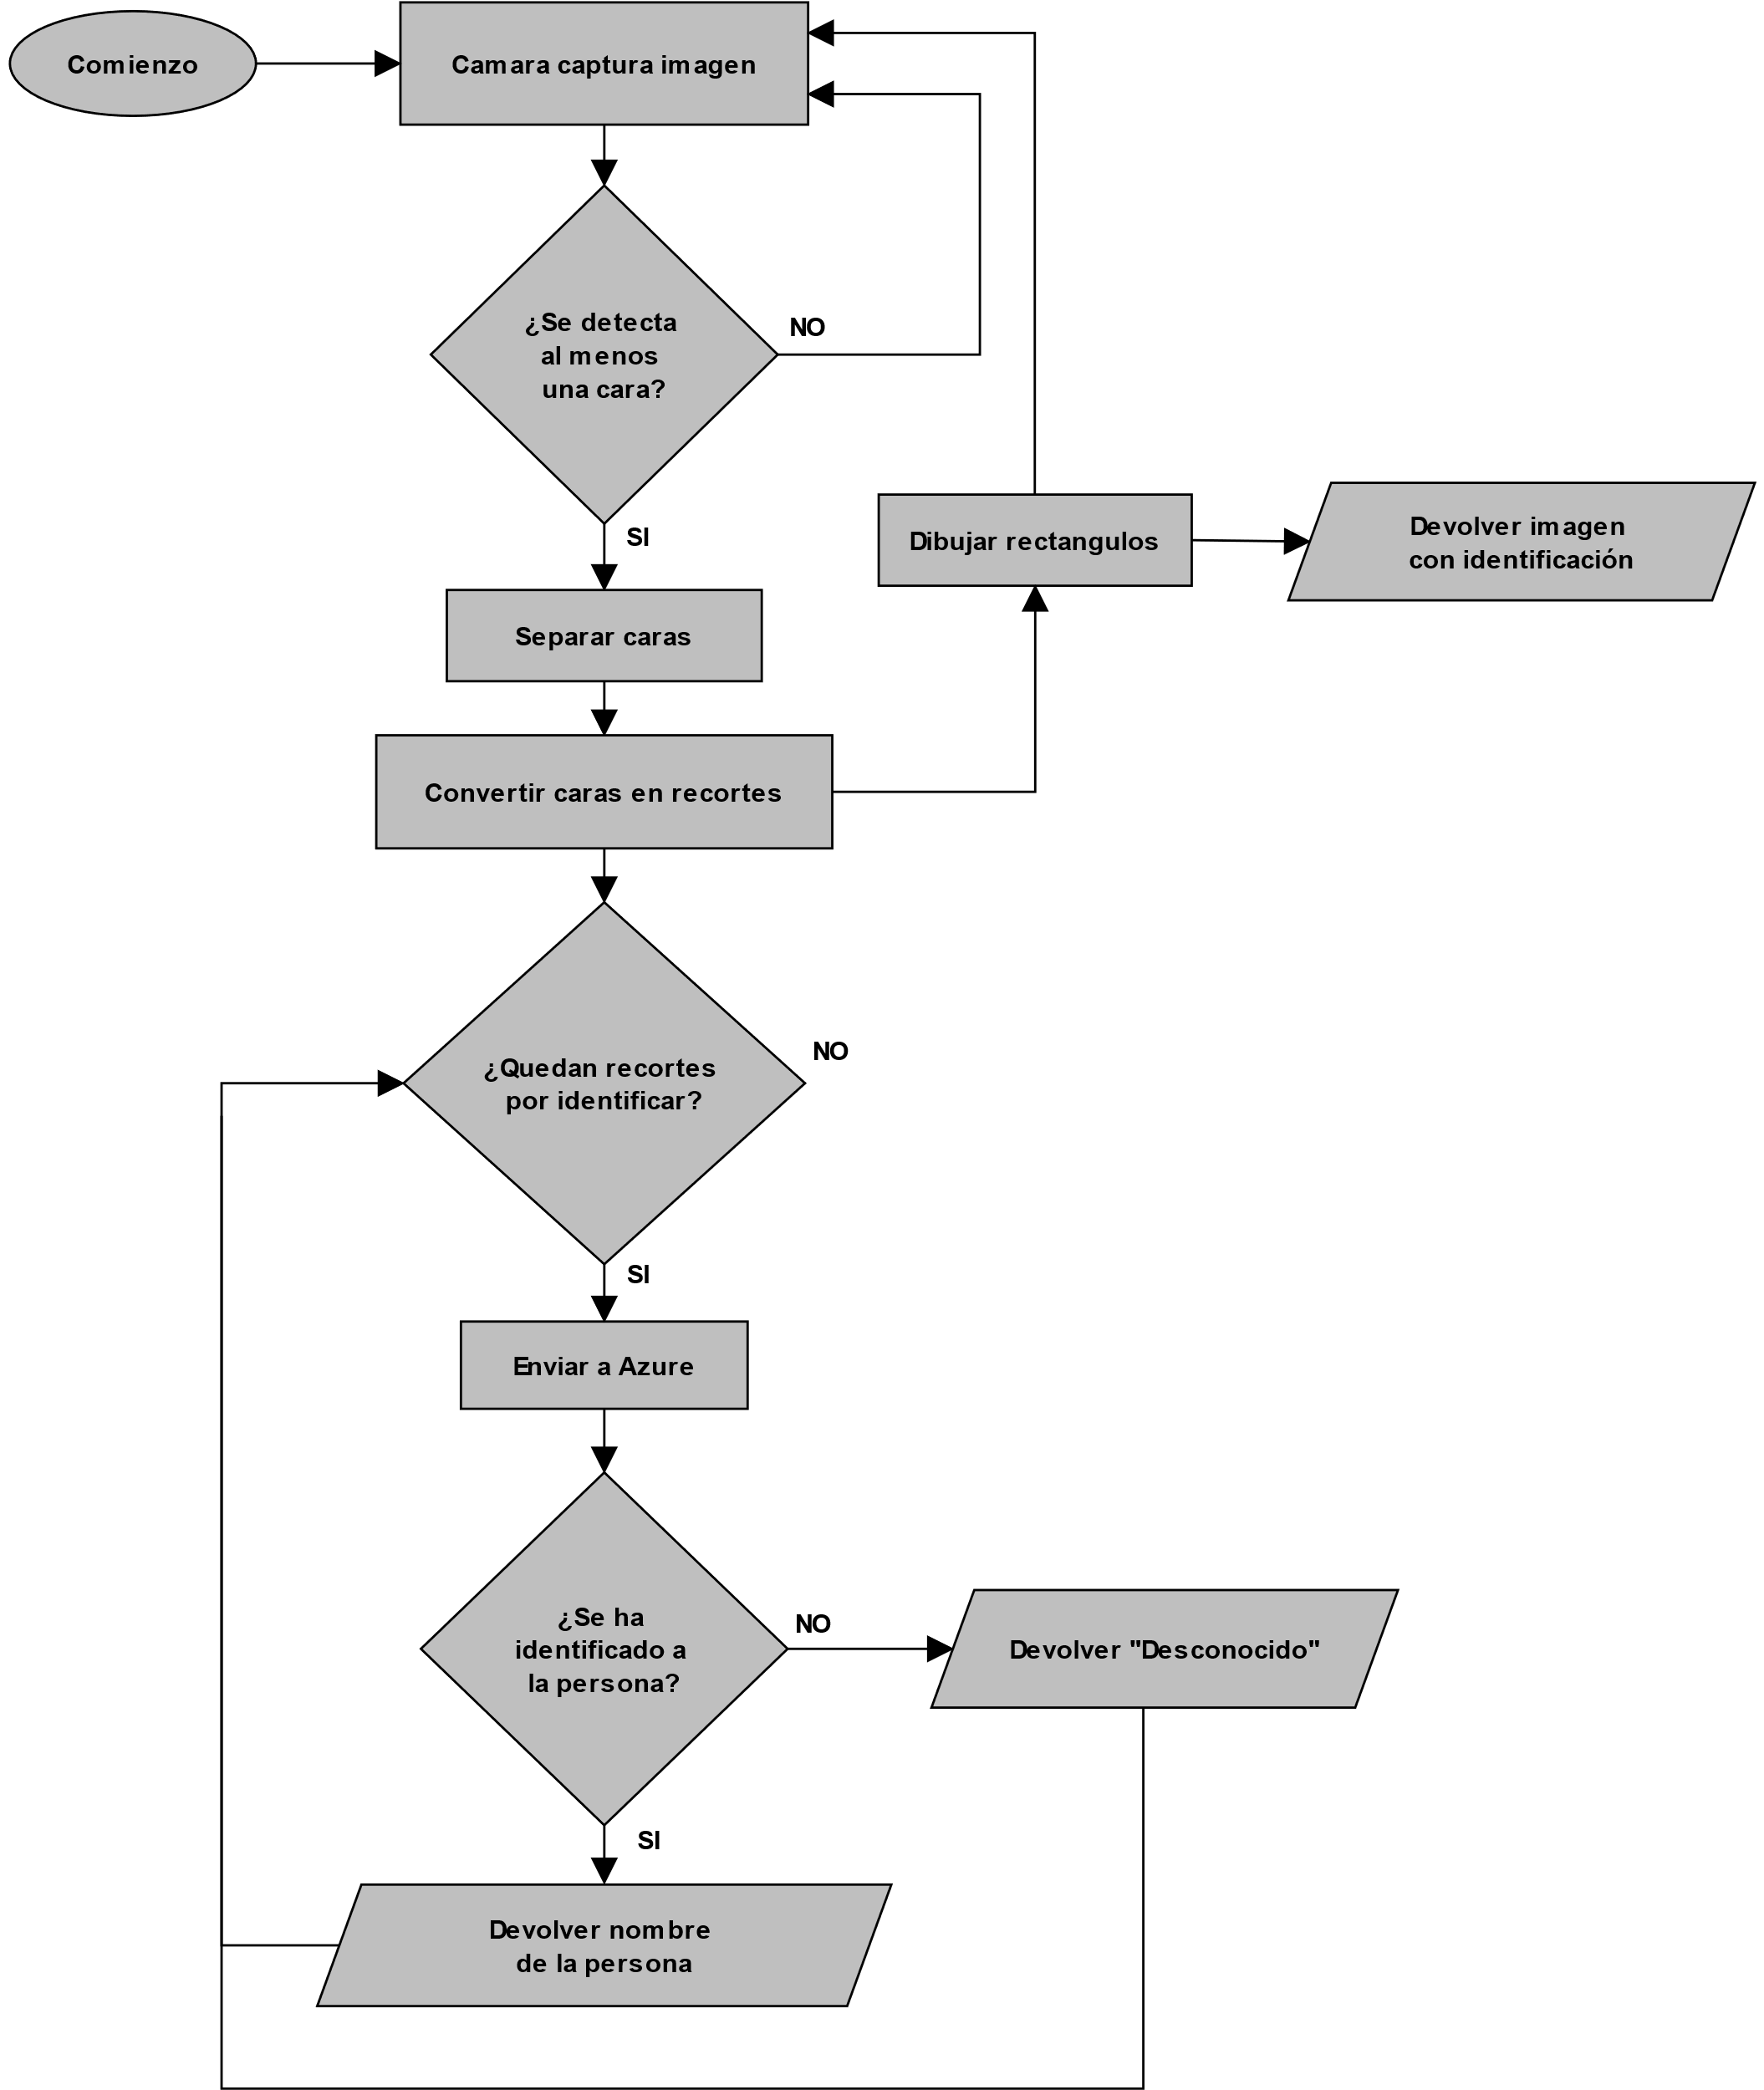 Comienzo
Camara captura imagen
¿Se detecta
al menos
una cara?
NO
SI
Dibujar rectangulos
Devolver imagen
con identificación
Separar caras
Convertir caras en recortes
¿Quedan recortes
por identificar?
NO
SI
Enviar a Azure
¿Se ha
identificado a
la persona?
NO
Devolver "Desconocido"
SI
Devolver nombre
de la persona